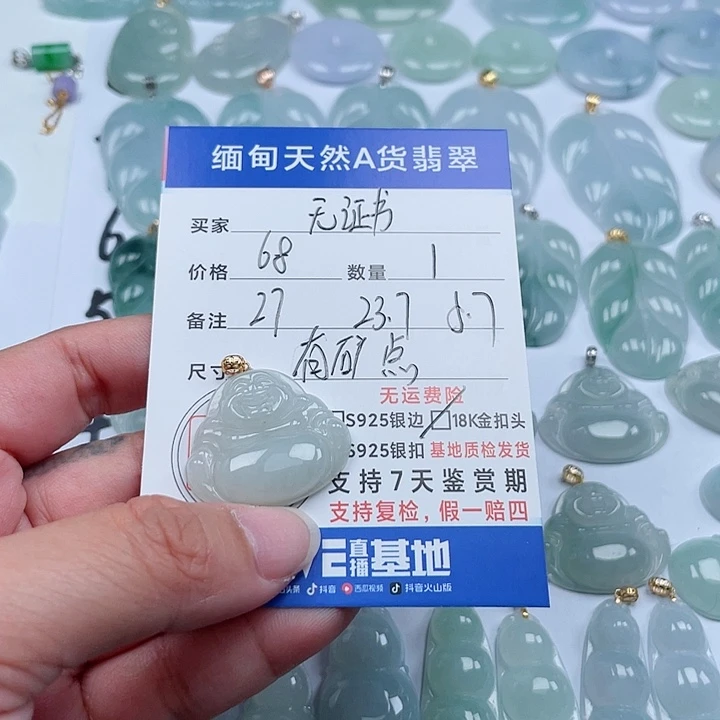 缅甸天然A货翡翠
买家 无证书
价格 68 数量 1
备注 27 23.7 5.7
尺寸 有矿点
无运费险
S925银边 18K金扣头
S925银扣 基地质检发货
支持7天鉴赏期
支持复检，假一赔四
直播基地
头条 抖音 西瓜视频 抖音火山版